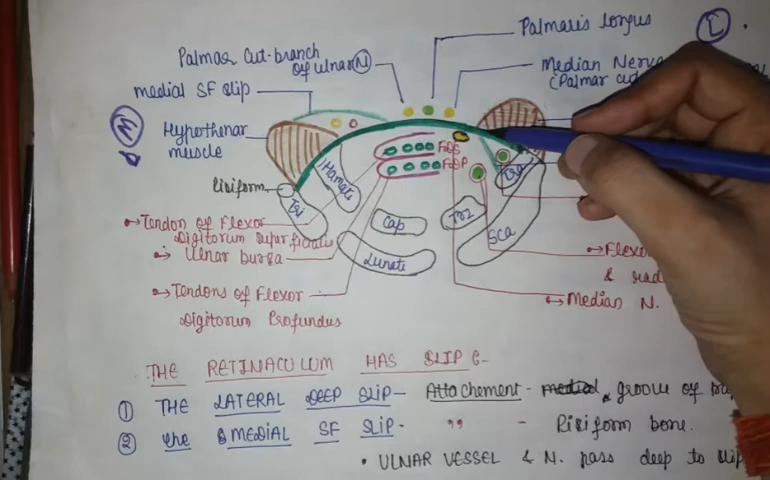 Palmaris longus
L
Palmar cut-branch
of ulnar N
Median Nerve
(Palmar cut
medial SF slip
M
Hypothenar
muscle
Pisiform
Hamate
FDS
FDP
Tri
Cap
Lunate
TRZ
SCA
Tra
→ Tendon of Flexor
Digitorum Superficialis
→ Ulnar bursa
→ Tendons of Flexor
Digitorum Profundus
→ Flexor
& rad
→ Median N.
THE RETINACULUM HAS SLIP :-
① THE LATERAL DEEP SLIP - Attachement - medial groove of
② the MEDIAL SF SLIP - " - Pisiform bone.
• ULNAR VESSEL & N. pass deep to slip